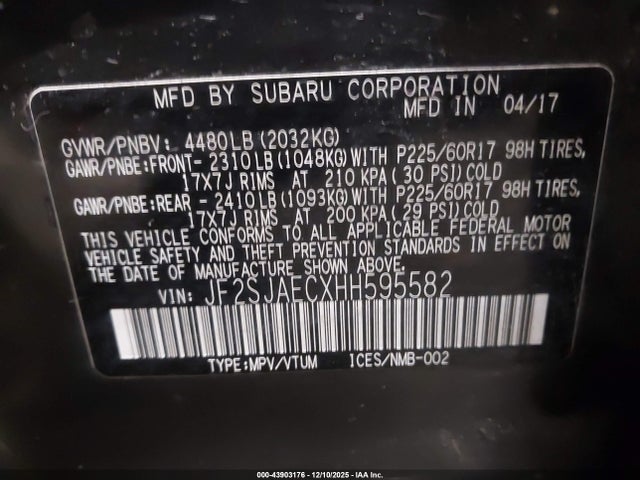 MFD BY SUBARU CORPORATION
MFD IN 04/17
GVWR/PNBV: 4480LB(2032KG)
GAWR/PNBE:FRONT- 2310LB(1048KG)WITH P225/60R17 98H TIRES,
17X7J RIMS AT 210 KPA( 30 PSI)COLD
GAWR/PNBE:REAR - 2410LB(1093KG)WITH P225/60R17 98H TIRES,
17X7J RIMS AT 200 KPA( 29 PSI)COLD
THIS VEHICLE CONFORMS TO ALL APPLICABLE FEDERAL MOTOR
VEHICLE SAFETY AND THEFT PREVENTION STANDARDS IN EFFECT ON
THE DATE OF MANUFACTURE SHOWN ABOVE.
VIN: JF2SJAECXHH595582
TYPE:MPV/VTUM ICES/NMB-002
000-43903176 - 12/10/2025 - IAA Inc.